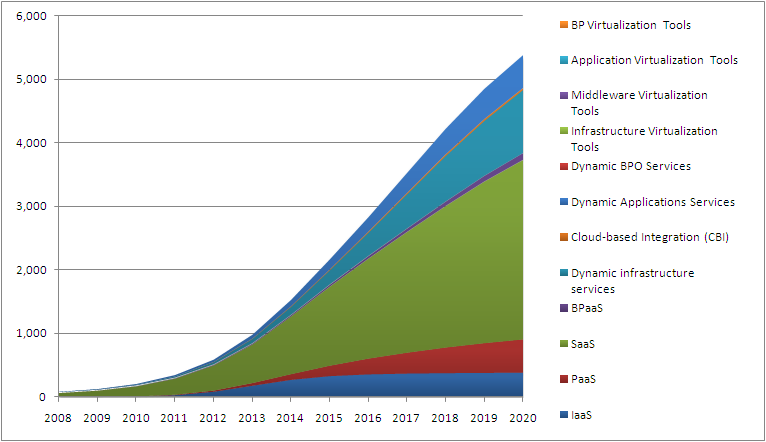 6,000
5,000
4,000
3,000
2,000
1,000
0
2008 2009 2010 2011 2012 2013 2014 2015 2016 2017 2018 2019 2020
BP Virtualization Tools
Application Virtualization Tools
Middleware Virtualization
Tools
Infrastructure Virtualization
Tools
Dynamic BPO Services
Dynamic Applications Services
Cloud-based Integration (CBI)
Dynamic infrastructure
services
BPaaS
SaaS
PaaS
IaaS